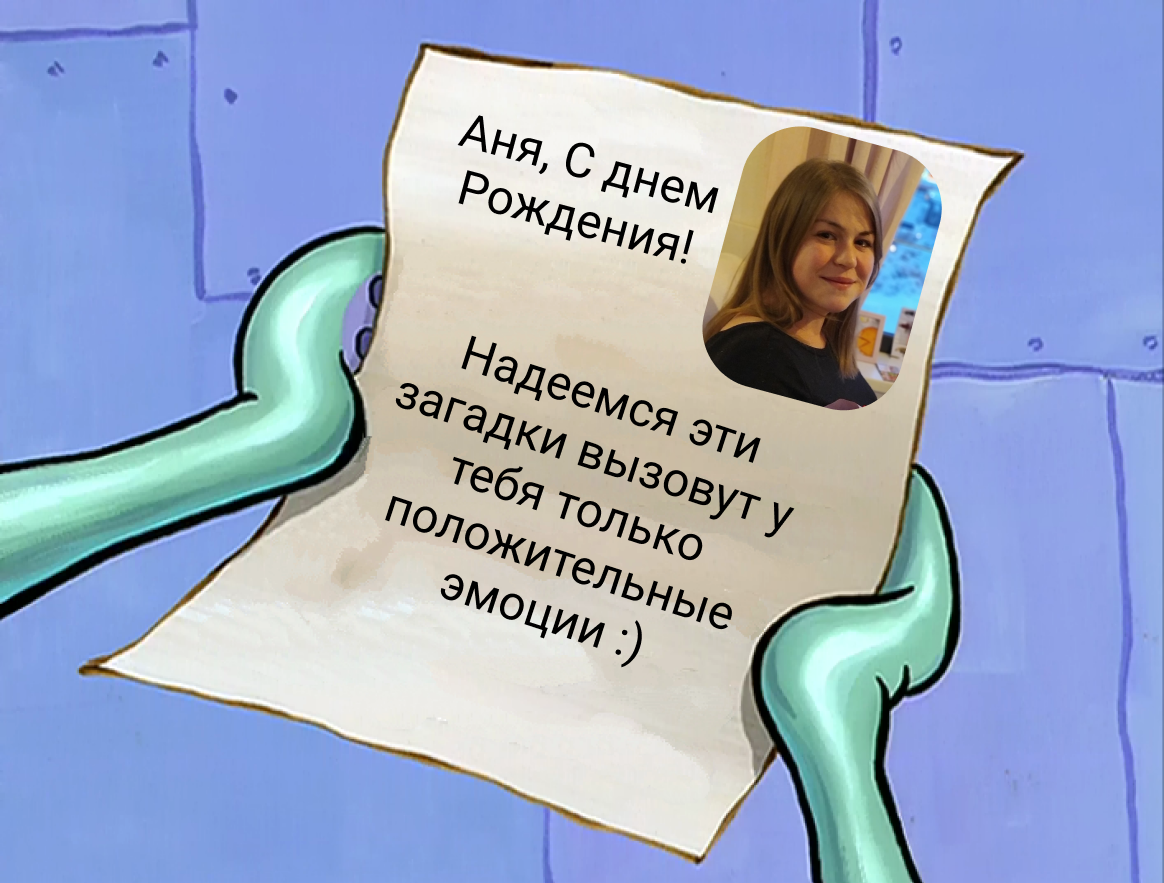 Аня, С днем
Рождения!
Надеемся эти
загадки вызовут у
тебя только
положительные
эмоции :)